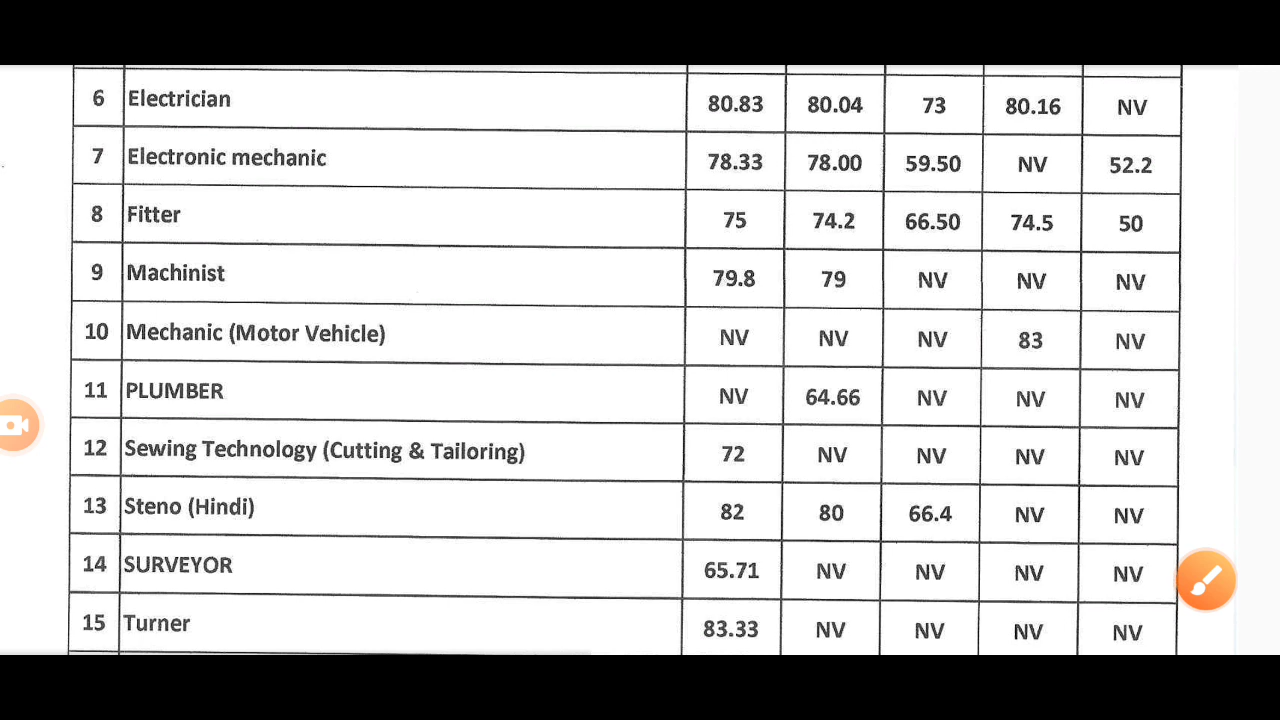 6 Electrician 80.83 80.04 73 80.16 NV
7 Electronic mechanic 78.33 78.00 59.50 NV 52.2
8 Fitter 75 74.2 66.50 74.5 50
9 Machinist 79.8 79 NV NV NV
10 Mechanic (Motor Vehicle) NV NV NV 83 NV
11 PLUMBER NV 64.66 NV NV NV
12 Sewing Technology (Cutting & Tailoring) 72 NV NV NV NV
13 Steno (Hindi) 82 80 66.4 NV NV
14 SURVEYOR 65.71 NV NV NV NV
15 Turner 83.33 NV NV NV NV